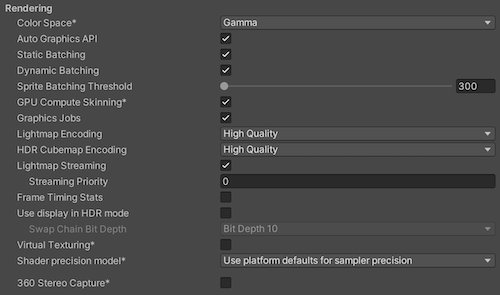 Rendering
Color Space* Gamma
Auto Graphics API
Static Batching
Dynamic Batching
Sprite Batching Threshold 300
GPU Compute Skinning*
Graphics Jobs
Lightmap Encoding High Quality
HDR Cubemap Encoding High Quality
Lightmap Streaming
Streaming Priority 0
Frame Timing Stats
Use display in HDR mode
Swap Chain Bit Depth Bit Depth 10
Virtual Texturing*
Shader precision model* Use platform defaults for sampler precision
360 Stereo Capture*